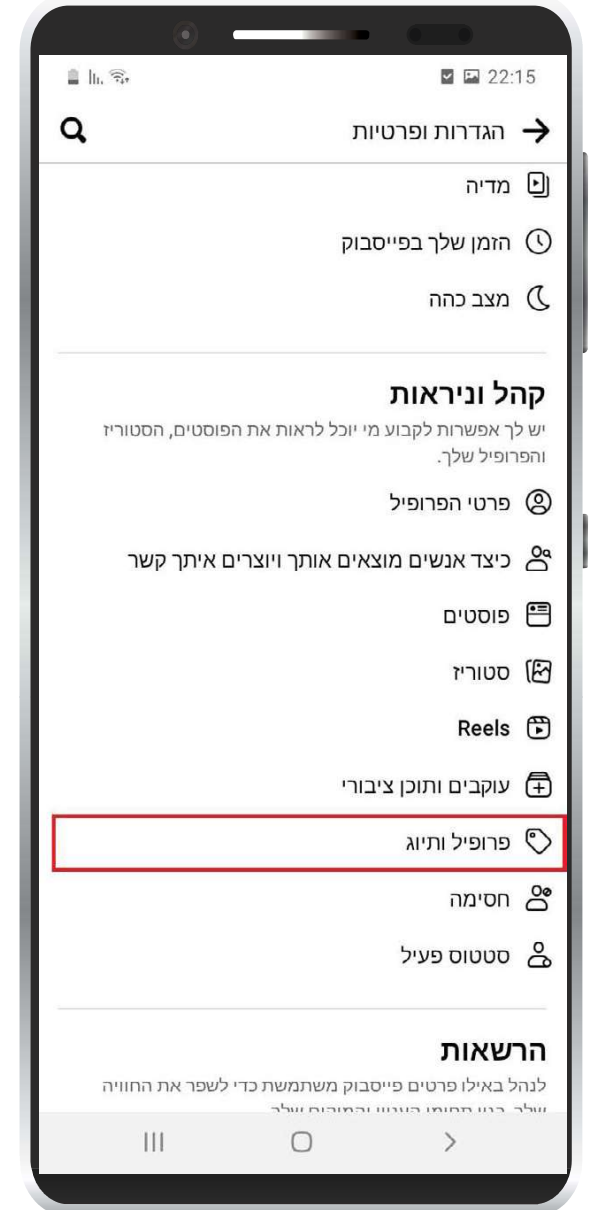 22:15
הגדרות ופרטיות
מדיה
הזמן שלך בפייסבוק
מצב כהה
קהל וניראות
יש לך אפשרות לקבוע מי יוכל לראות את הפוסטים, הסטוריז
והפרופיל שלך.
פרטי הפרופיל
כיצד אנשים מוצאים אותך ויוצרים איתך קשר
פוסטים
סטוריז
Reels
עוקבים ותוכן ציבורי
פרופיל ותיוג
חסימה
סטטוס פעיל
הרשאות
לנהל באילו פרטים פייסבוק משתמשת כדי לשפר את החוויה